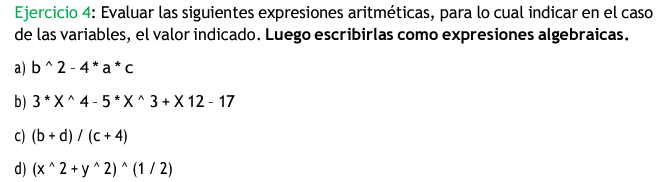 Ejercicio 4: Evaluar las siguientes expresiones aritméticas, para lo cual indicar en el caso
de las variables, el valor indicado. Luego escribirlas como expresiones algebraicas.
a) b ^ 2 - 4 * a * c
b) 3 * X ^ 4 - 5 * X ^ 3 + X 12 - 17
c) (b + d) / (c + 4)
d) (x ^ 2 + y ^ 2) ^ (1 / 2)